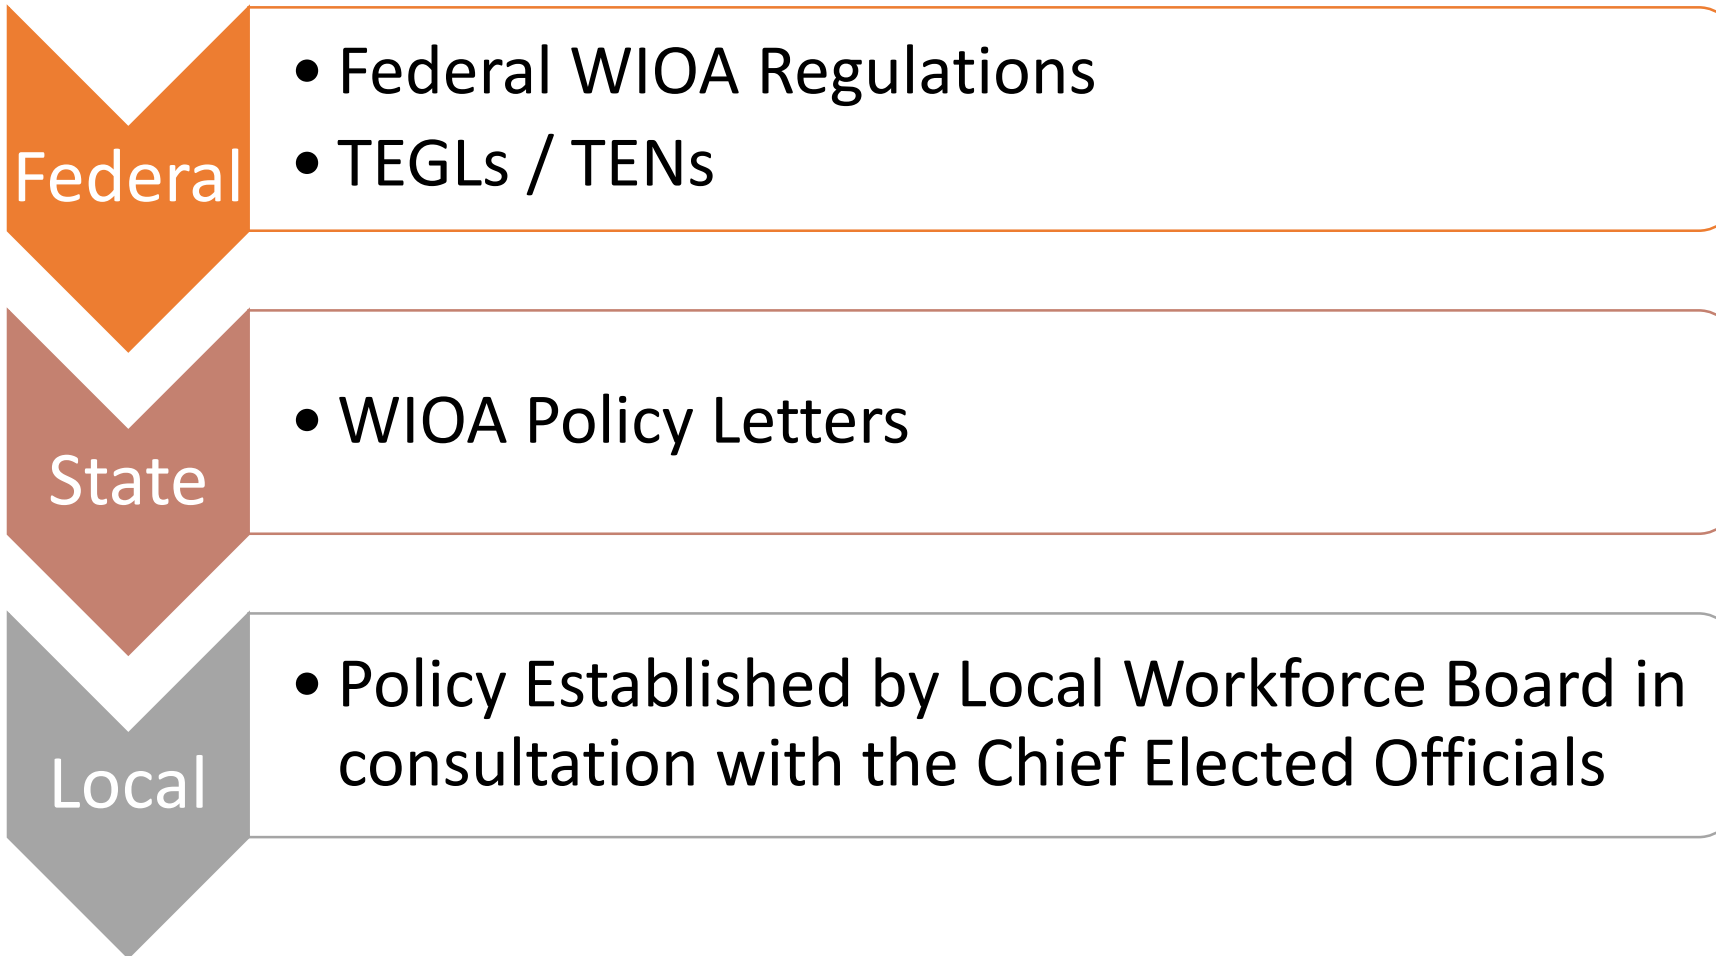 Federal
• Federal WIOA Regulations
• TEGLs / TENs
State
• WIOA Policy Letters
Local
• Policy Established by Local Workforce Board in
consultation with the Chief Elected Officials